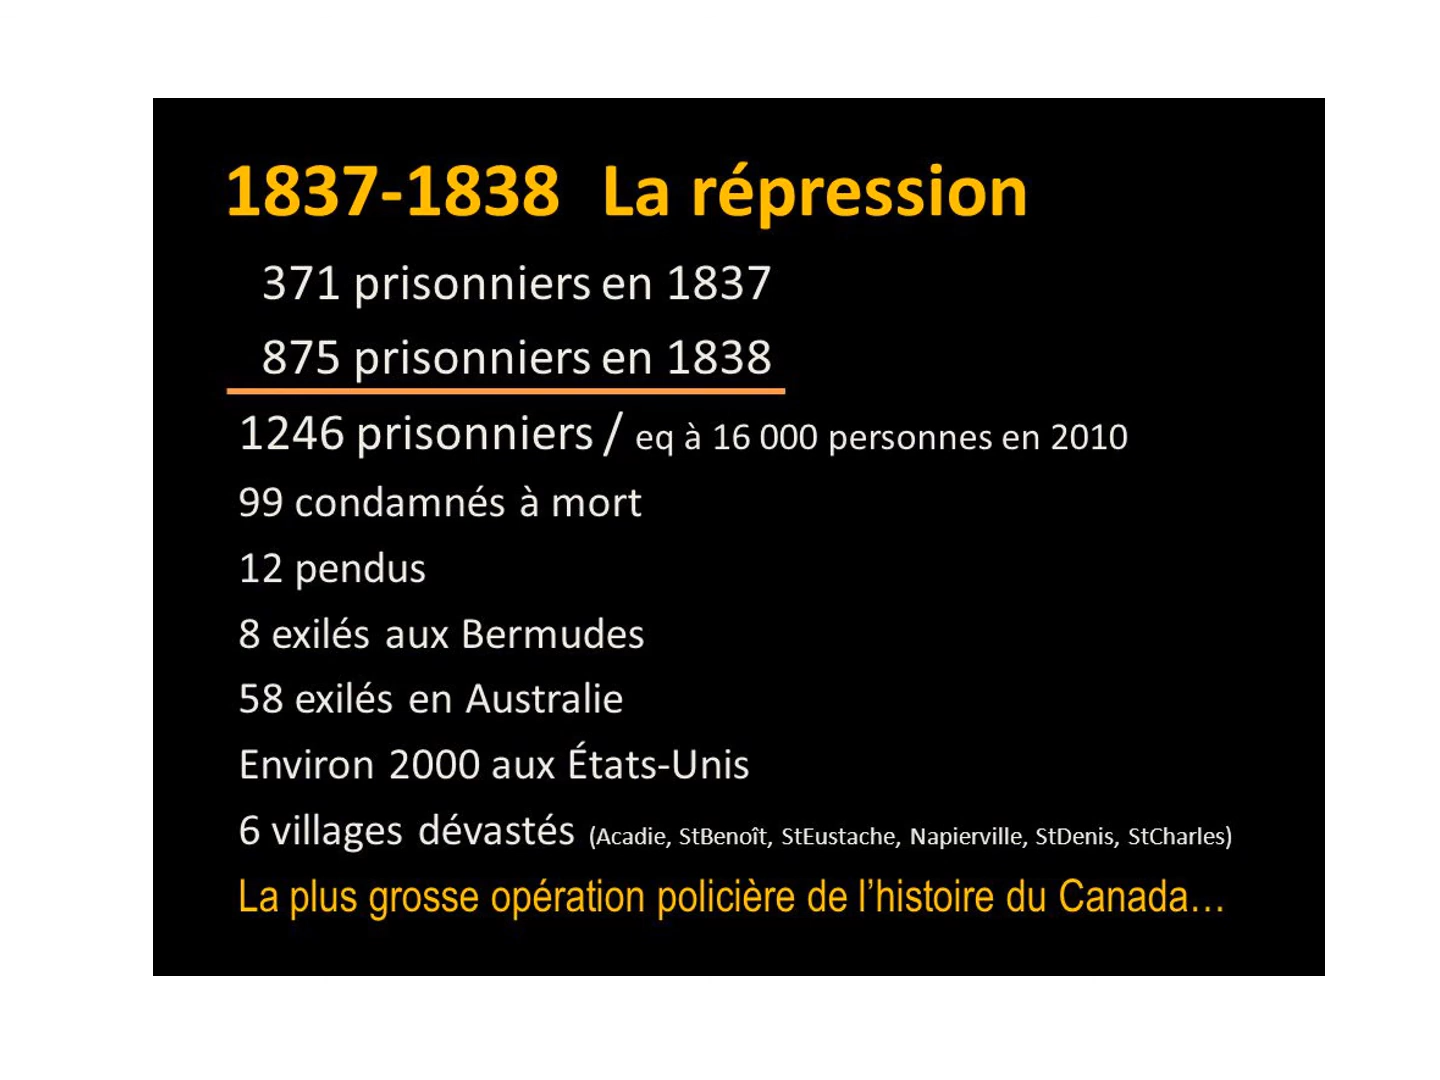 1837-1838 La répression
371 prisonniers en 1837
875 prisonniers en 1838
1246 prisonniers / eq à 16 000 personnes en 2010
99 condamnés à mort
12 pendus
8 exilés aux Bermudes
58 exilés en Australie
Environ 2000 aux États-Unis
6 villages dévastés (Acadie, StBenoît, StEustache, Napierville, StDenis, StCharles)
La plus grosse opération policière de l’histoire du Canada…